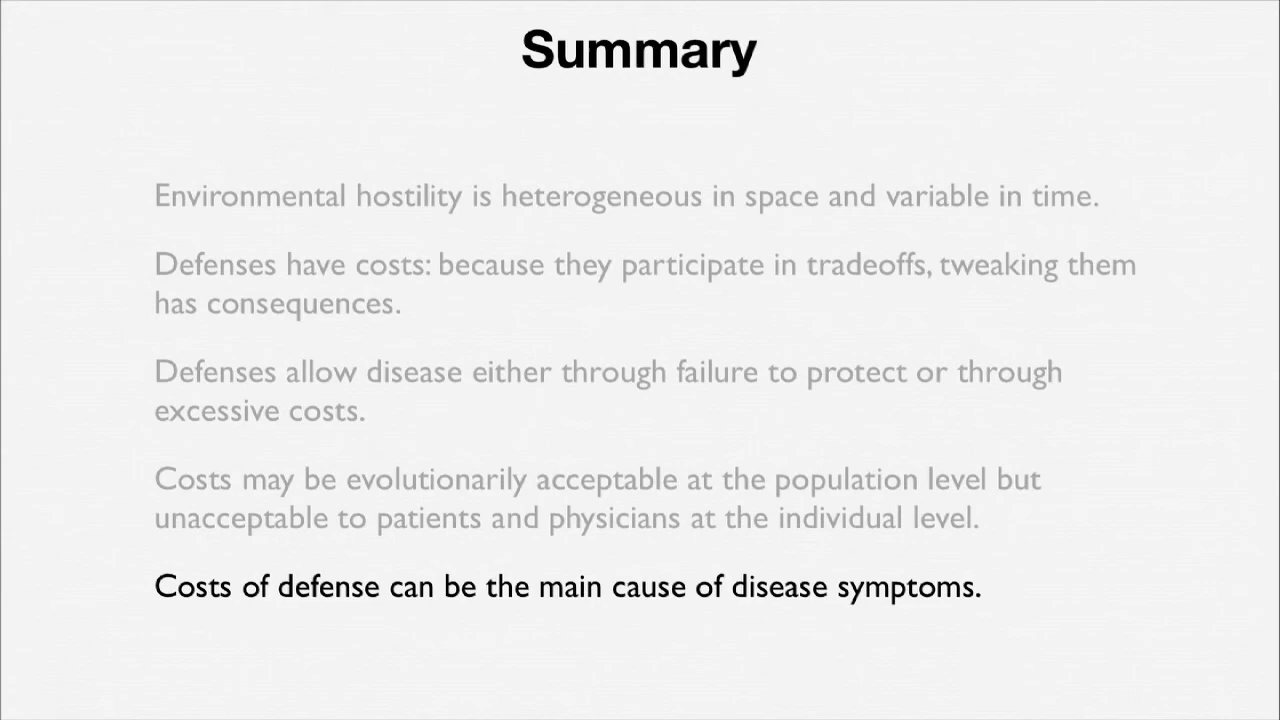 Summary
Environmental hostility is heterogeneous in space and variable in time.
Defenses have costs: because they participate in tradeoffs, tweaking them
has consequences.
Defenses allow disease either through failure to protect or through
excessive costs.
Costs may be evolutionarily acceptable at the population level but
unacceptable to patients and physicians at the individual level.
Costs of defense can be the main cause of disease symptoms.